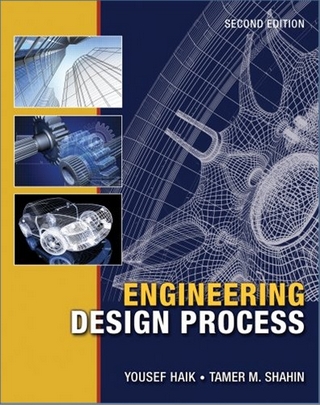 SECOND EDITION
ENGINEERING
DESIGN PROCESS
YOUSEF HAIK • TAMER M. SHAHIN